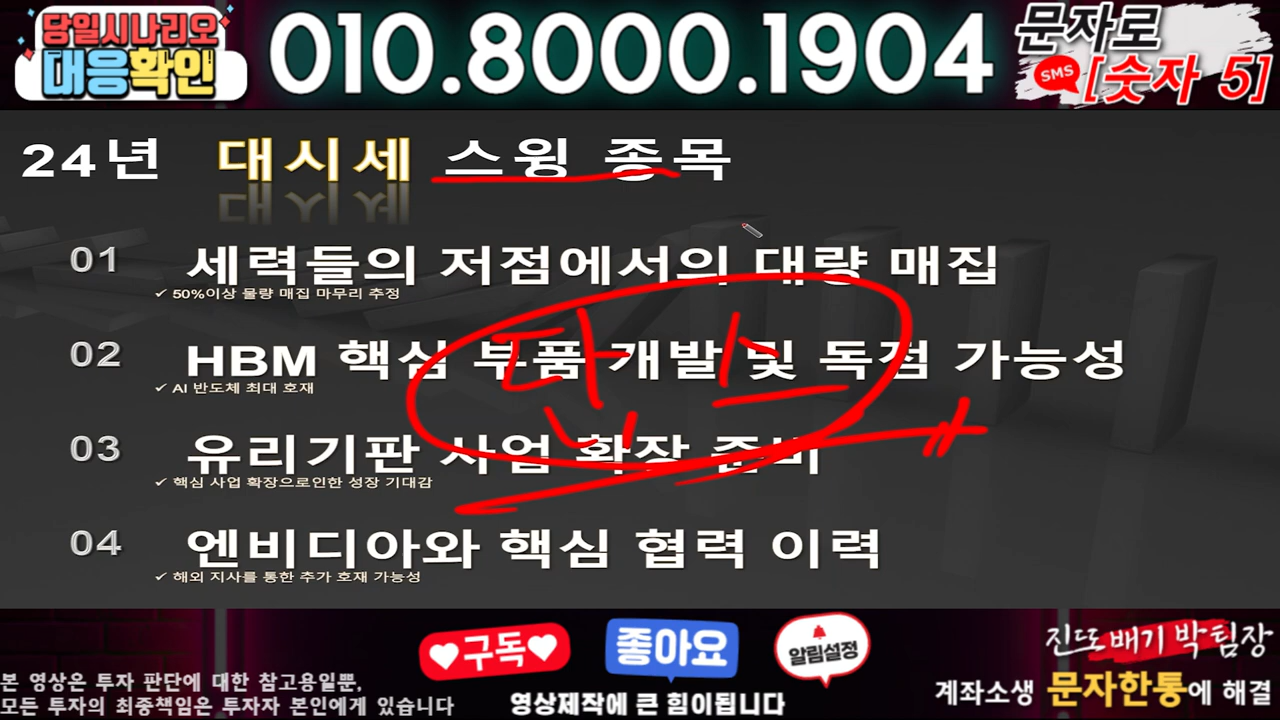 당일시나리오
대응확인
010.8000.1904
문자로
SMS
[숫자 5]
24년 대시세 스윙 종목
01 세력들의 저점에서의 대량 매집
✓ 50%이상 물량 매집 마무리 추정
02 HBM 핵심 부품 개발 및 독점 가능성
✓ AI 반도체 최대 호재
단
03 유리기판 사업 확장 준비
✓ 핵심 사업 확장으로인한 성장 기대감
04 엔비디아와 핵심 협력 이력
✓ 해외 지사를 통한 추가 호재 가능성
구독
좋아요
알림설정
영상제작에 큰 힘이됩니다
본 영상은 투자 판단에 대한 참고용일뿐,
모든 투자의 최종책임은 투자자 본인에게 있습니다
진또배기 박팀장
계좌소생 문자한통에 해결